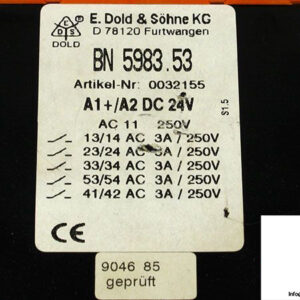 E. Dold & Söhne KG
D 78120 Furtwangen
DOLD
BN 5983.53
Artikel-Nr: 0032155
A1+/A2 DC 24V
AC 11 250V
13/14 AC 3A / 250V
23/24 AC 3A / 250V
33/34 AC 3A / 250V
53/54 AC 3A / 250V
41/42 AC 3A / 250V
S1.5
CE
9046 85
geprüft